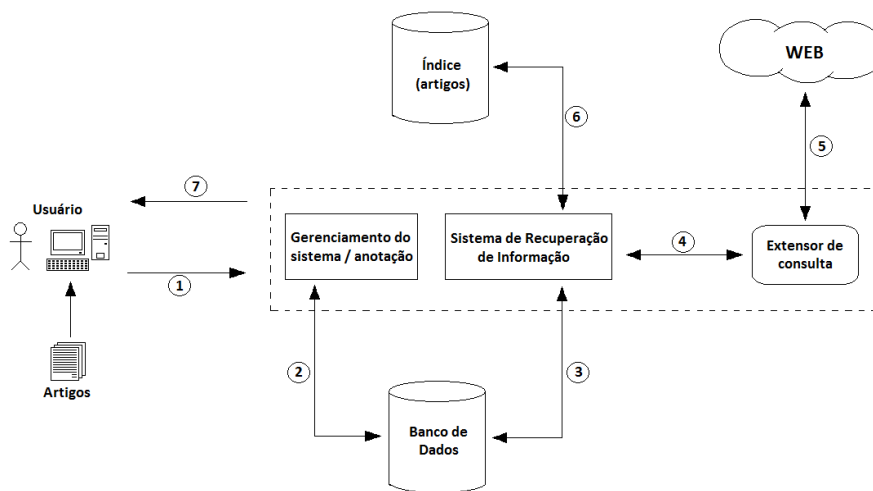 Índice
(artigos)
WEB
6
5
7
Usuário
Gerenciamento do
sistema / anotação
Sistema de Recuperação
de Informação
4
Extensor de
consulta
1
2
3
Artigos
Banco de
Dados